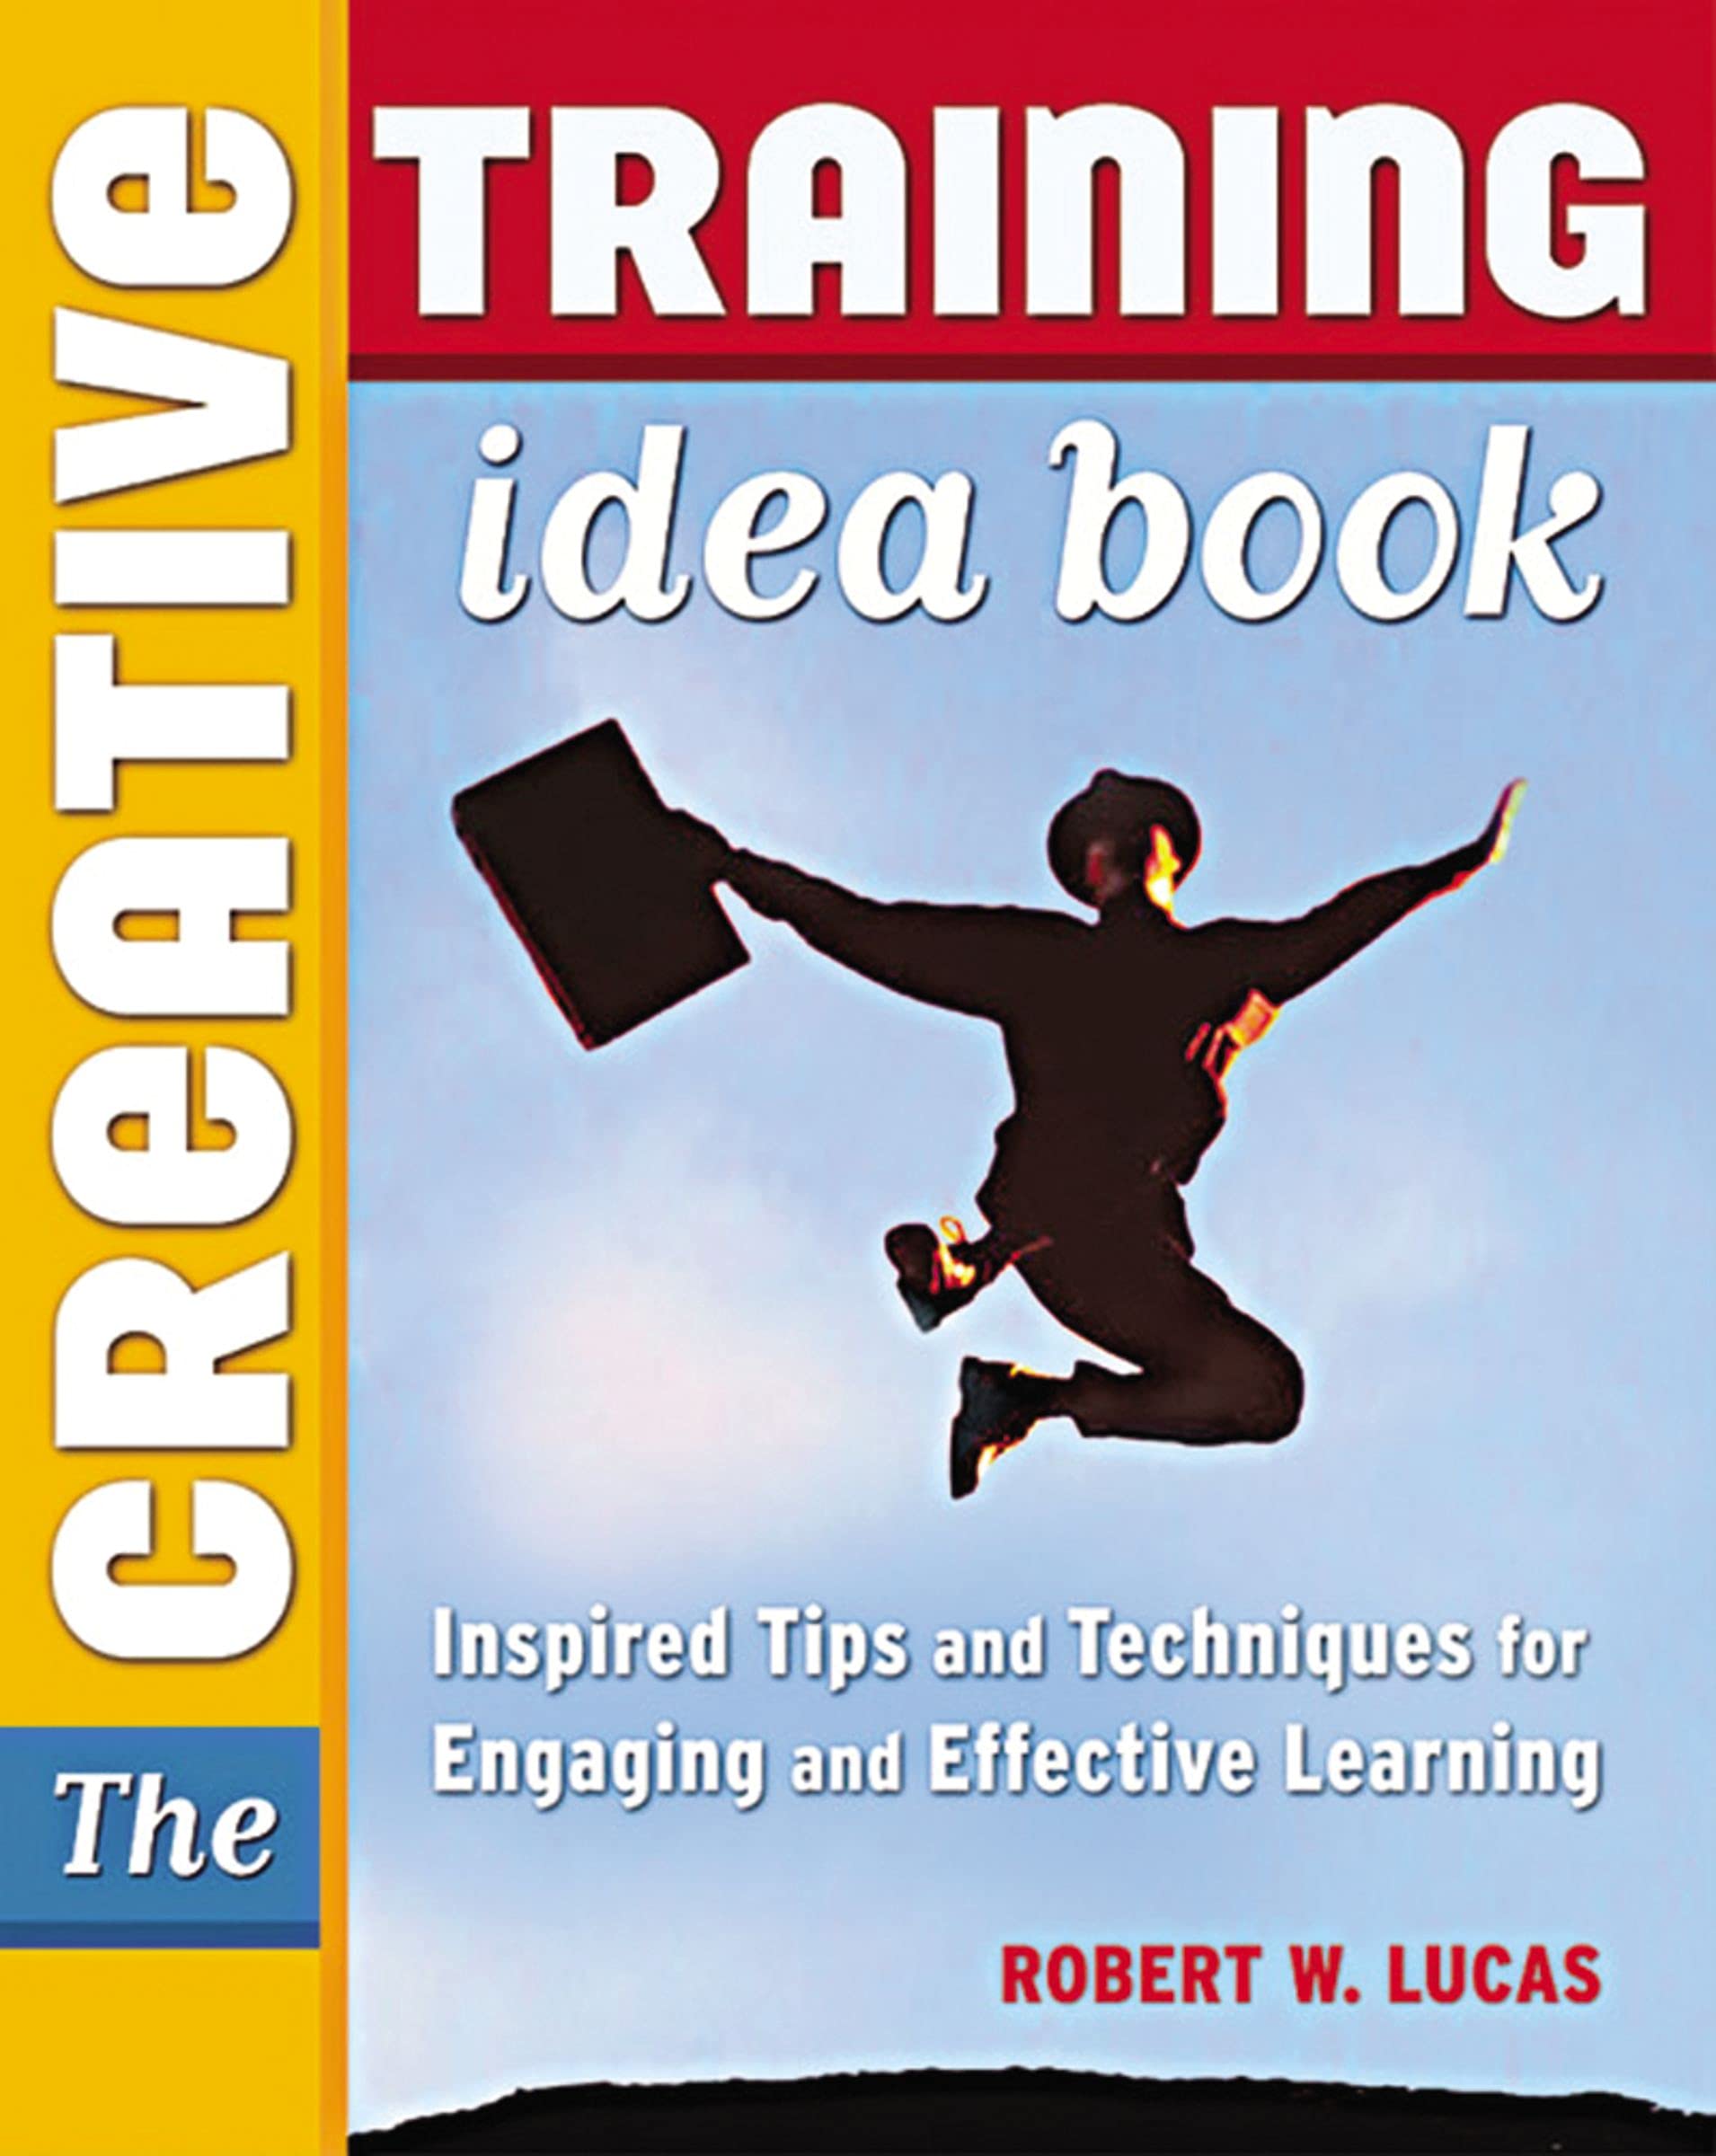 The CReATIVe
TRAINING
idea book
Inspired Tips and Techniques for
Engaging and Effective Learning
ROBERT W. LUCAS